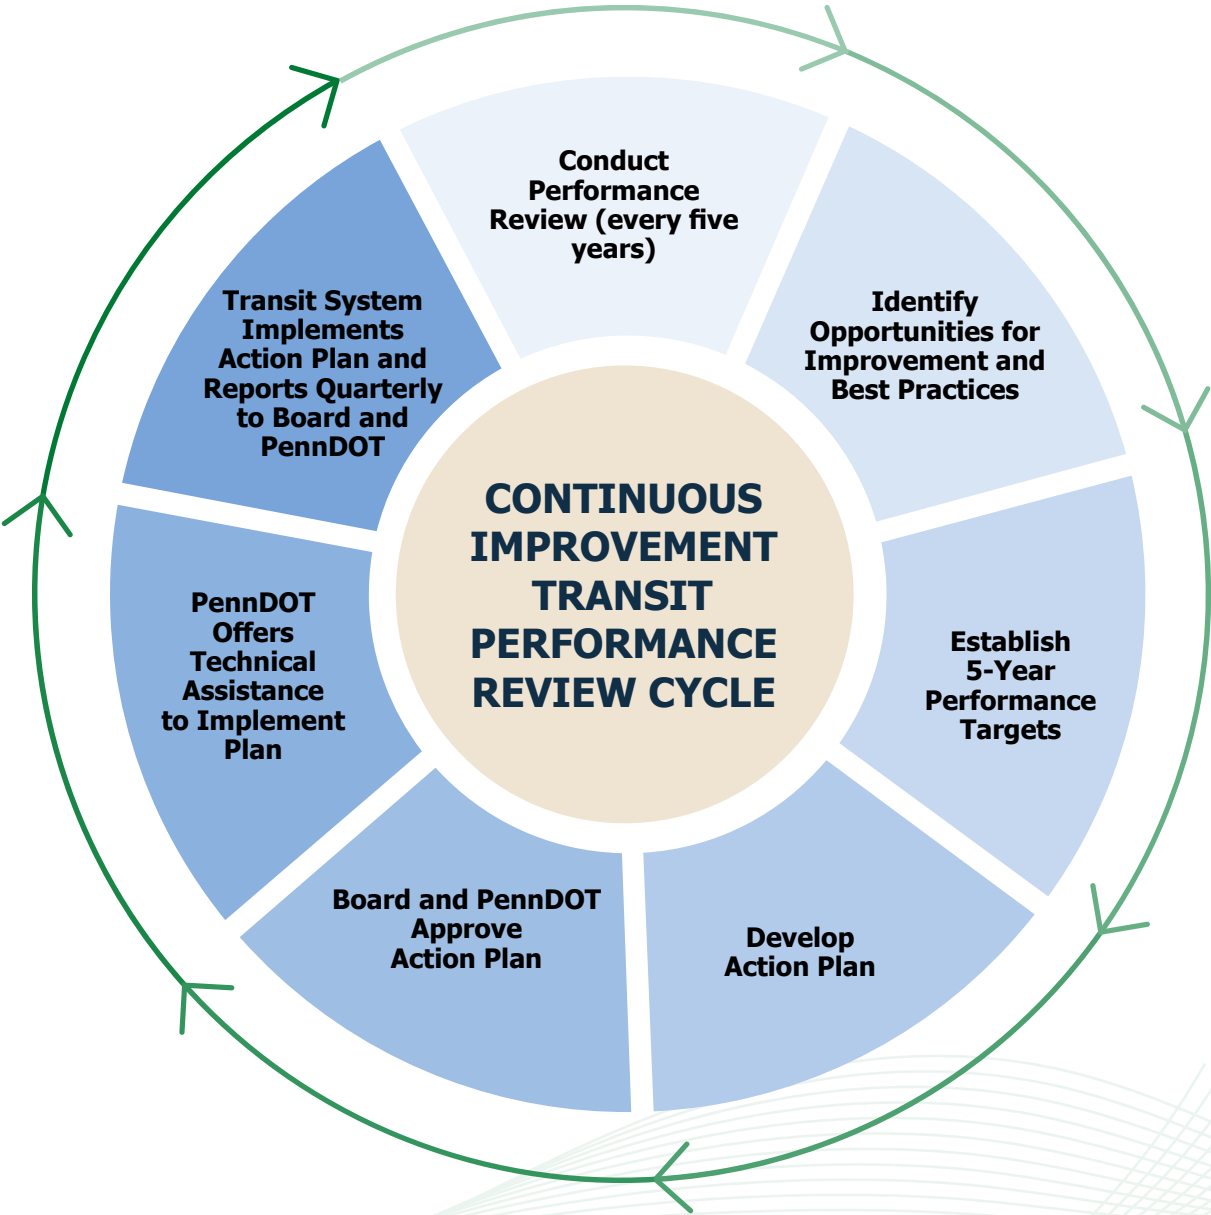 Conduct
Performance
Review (every five
years)
Identify
Opportunities for
Improvement and
Best Practices
Establish
5-Year
Performance
Targets
Develop
Action Plan
Board and PennDOT
Approve
Action Plan
PennDOT
Offers
Technical
Assistance
to Implement
Plan
Transit System
Implements
Action Plan and
Reports Quarterly
to Board and
PennDOT
CONTINUOUS
IMPROVEMENT
TRANSIT
PERFORMANCE
REVIEW CYCLE